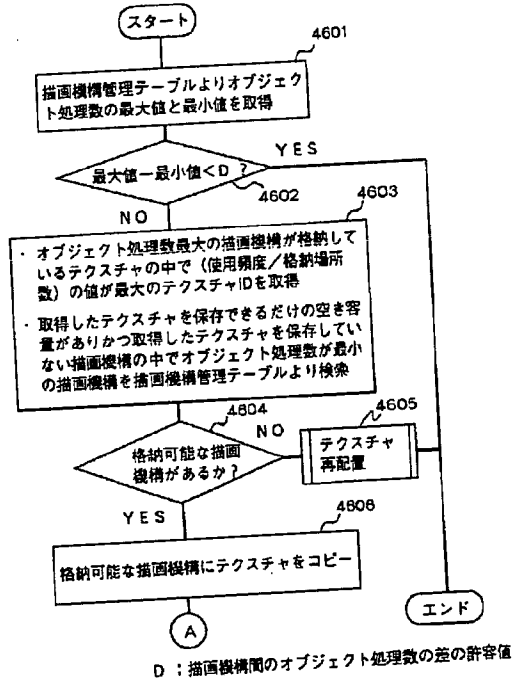 スタート
4601
描画機構管理テーブルよりオブジェク
ト処理数の最大値と最小値を取得
最大値ー最小値<D ?
YES
4602
NO
4603
・ オブジェクト処理数最大の描画機構が格納して
いるテクスチャの中で(使用頻度/格納場所
数)の値が最大のテクスチャIDを取得
・ 取得したテクスチャを保存できるだけの空き容
量がありかつ取得したテクスチャを保存してい
ない描画機構の中でオブジェクト処理数が最小
の描画機構を描画機構管理テーブルより検索
4604
NO
4605
格納可能な描画
機構があるか?
テクスチャ
再配置
YES
4606
格納可能な描画機構にテクスチャをコピー
A
エンド
D ;描画機構間のオブジェクト処理数の差の許容値